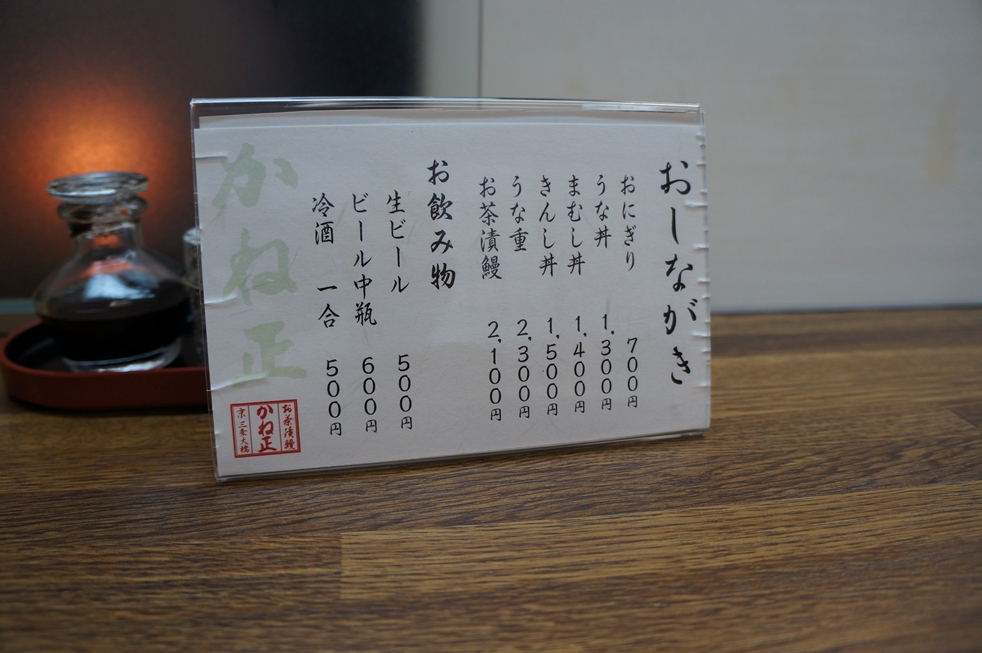 おしながき
おにぎり 700円
うな丼 1,300円
まむし丼 1,400円
きんし丼 1,500円
うな重 2,300円
お茶漬鰻 2,100円
お飲み物
生ビール 500円
ビール中瓶 600円
冷酒 一合 500円
かね正
お茶漬鰻
かね正
京三条大橋